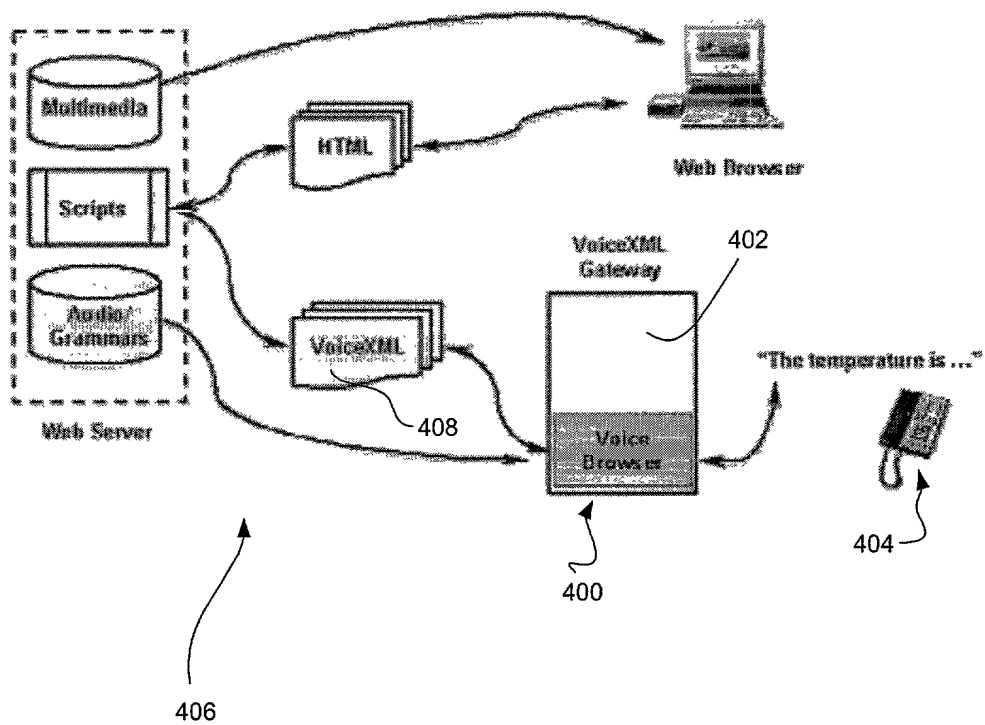 Multimedia
HTML
Web Browser
Scripts
VoiceXML
Gateway
402
Audio/
Grammars
VoiceXML
"The temperature is ..."
408
Web Server
Voice
Browser
404
400
406